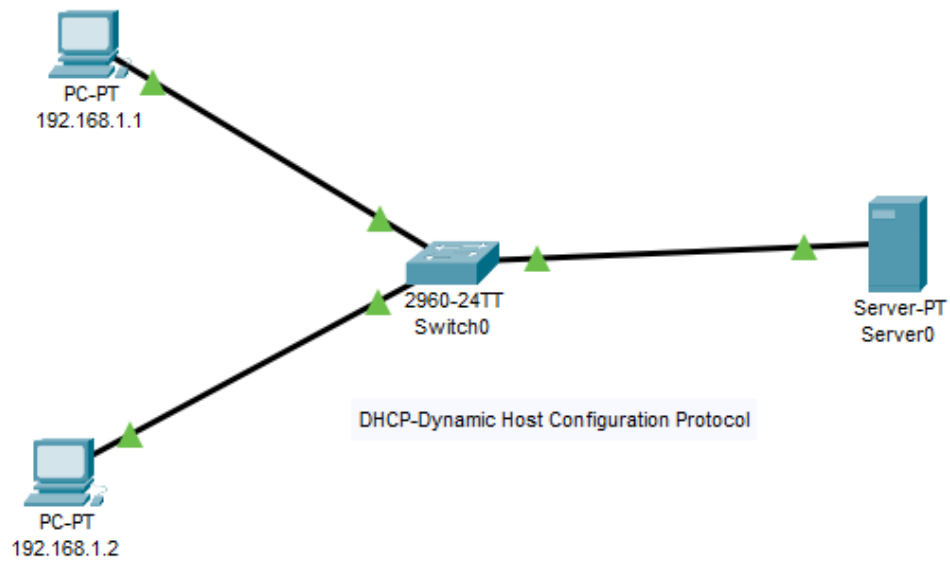 PC-PT
192.168.1.1
2960-24TT
Switch0
Server-PT
Server0
DHCP-Dynamic Host Configuration Protocol
PC-PT
192.168.1.2